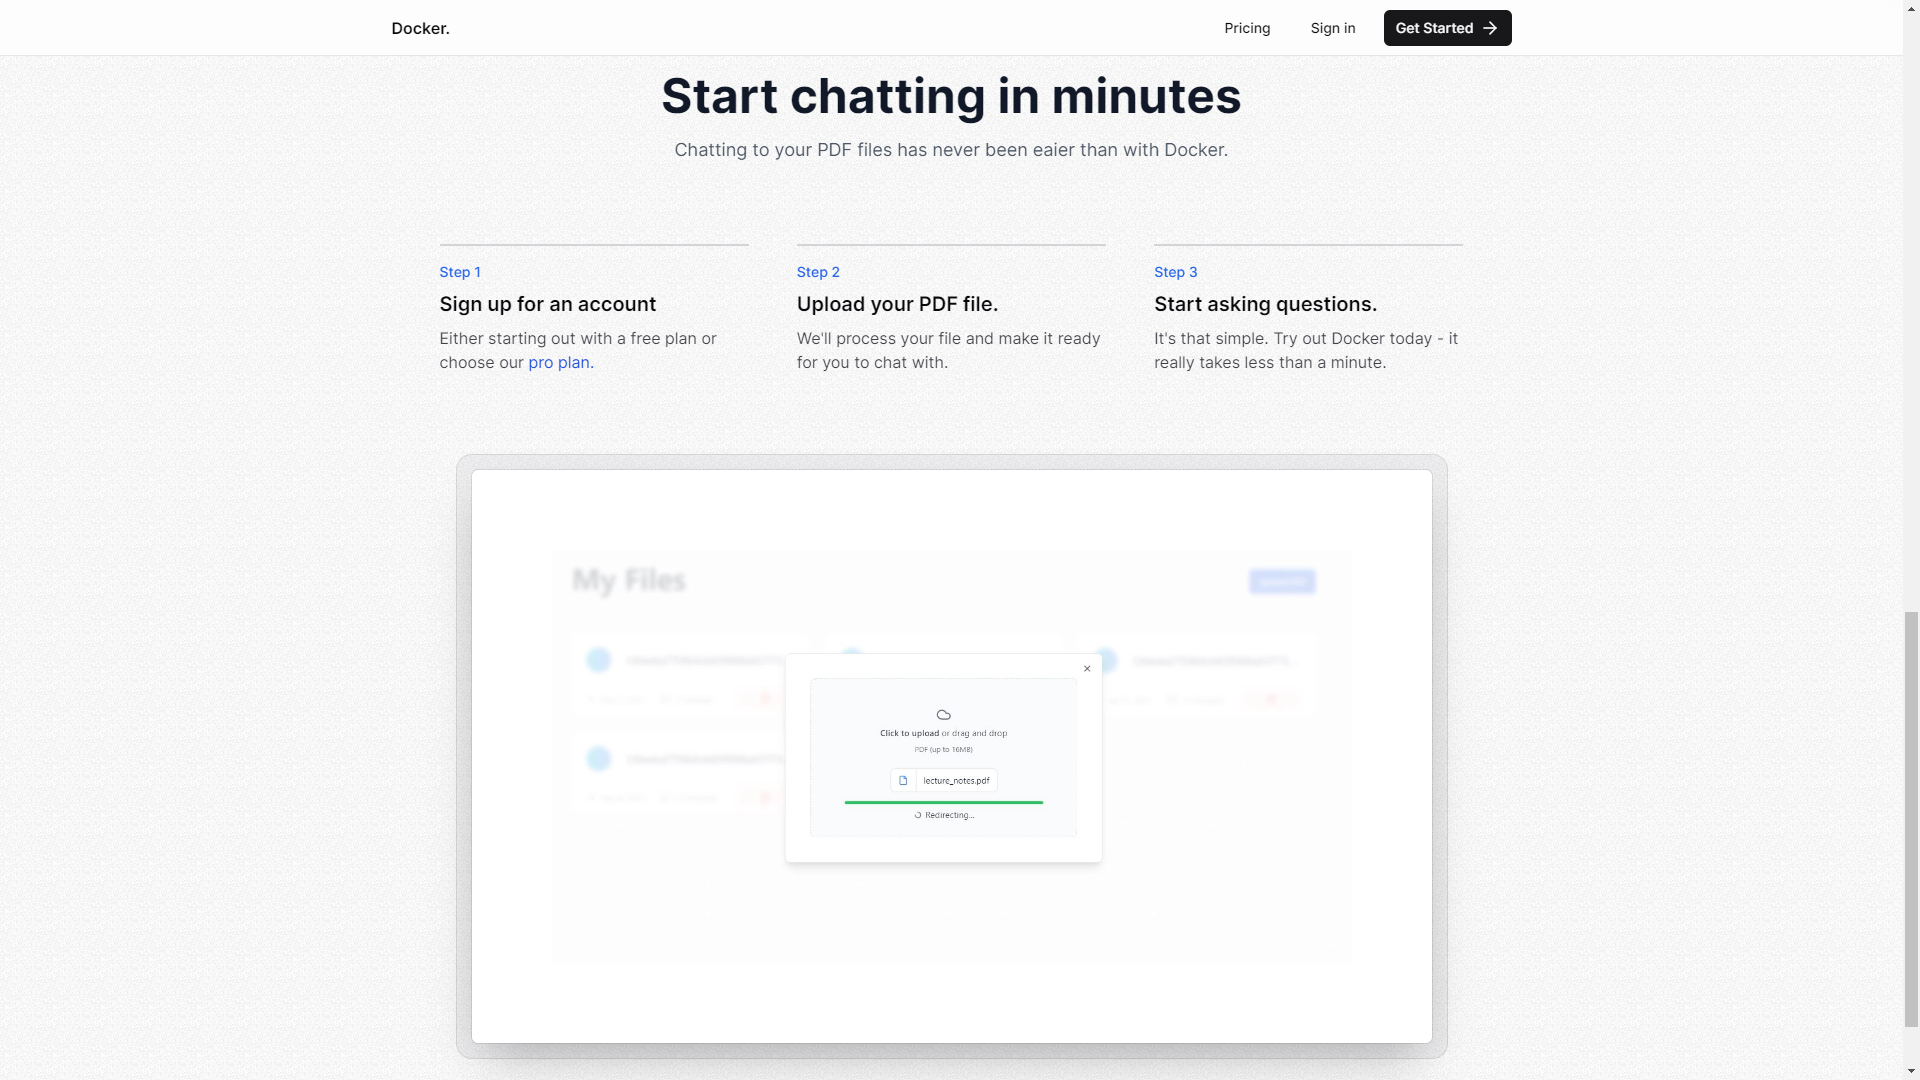 Docker.
Pricing
Sign in
Get Started
Start chatting in minutes
Chatting to your PDF files has never been eaier than with Docker.
Step 1
Sign up for an account
Either starting out with a free plan or
choose our pro plan.
Step 2
Upload your PDF file.
We'll process your file and make it ready
for you to chat with.
Step 3
Start asking questions.
It's that simple. Try out Docker today - it
really takes less than a minute.
My Files
Click to upload or drag and drop
PDF (up to 16MB)
lecture_notes.pdf
Redirecting...